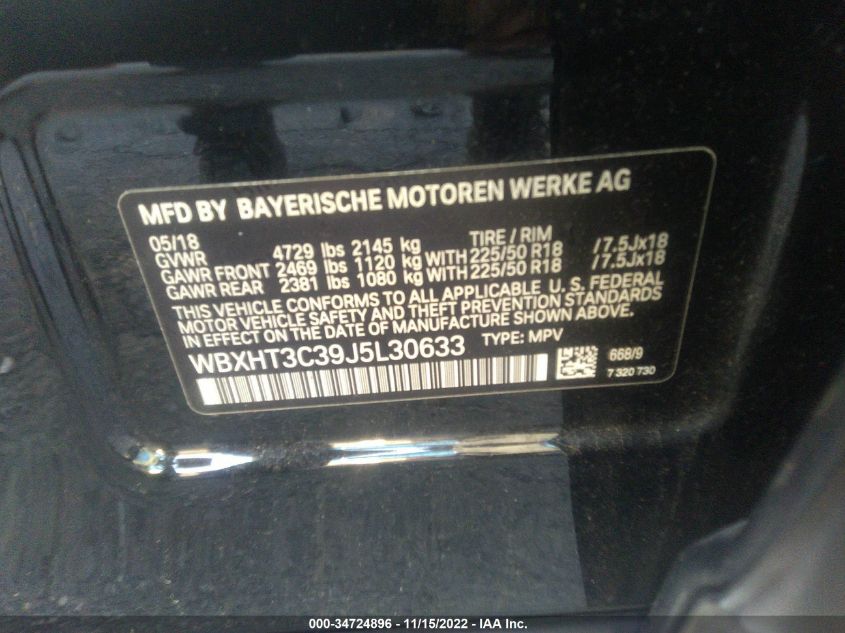 MFD BY BAYERISCHE MOTOREN WERKE AG
05/18 TIRE / RIM
GVWR 4729 lbs 2145 kg
GAWR FRONT 2469 lbs 1120 kg WITH 225/50 R18 / 7.5Jx18
GAWR REAR 2381 lbs 1080 kg WITH 225/50 R18 / 7.5Jx18
THIS VEHICLE CONFORMS TO ALL APPLICABLE U. S. FEDERAL
MOTOR VEHICLE SAFETY AND THEFT PREVENTION STANDARDS
IN EFFECT ON THE DATE OF MANUFACTURE SHOWN ABOVE.
WBXHT3C39J5L30633 TYPE: MPV
668/9
7 320 730
000-34724896 - 11/15/2022 - IAA Inc.